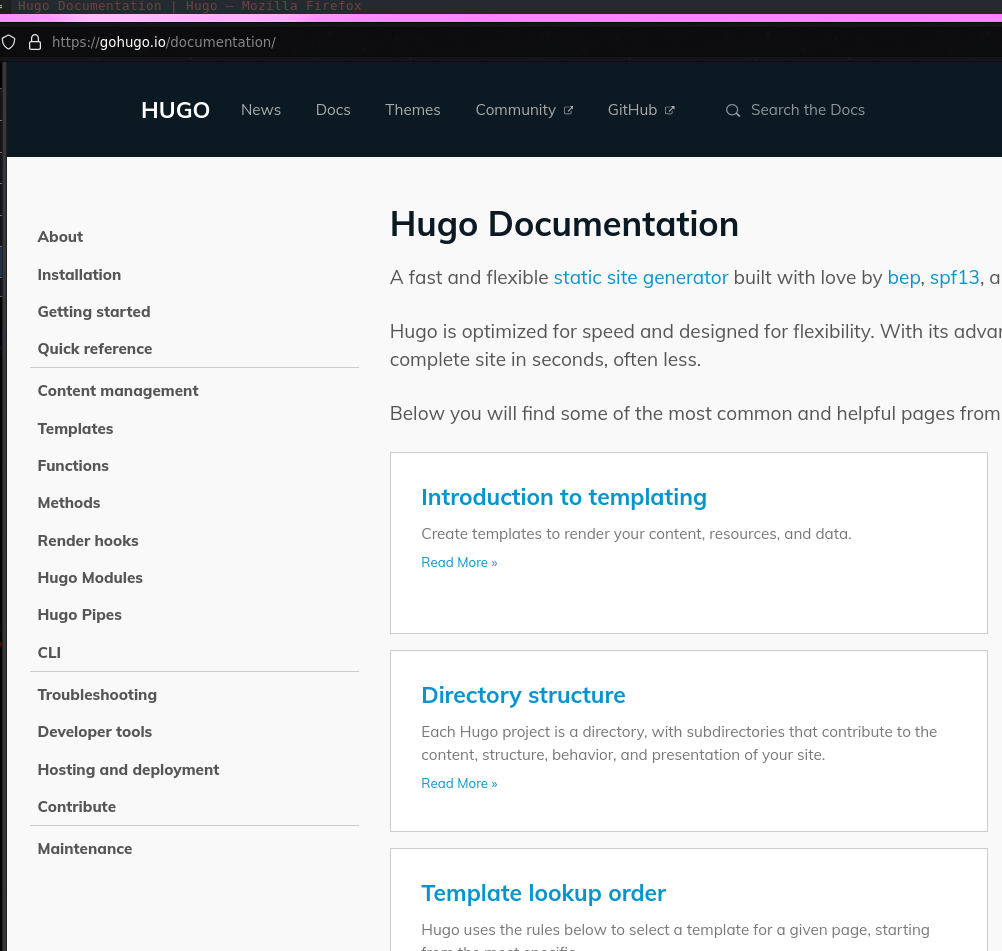 Hugo Documentation | Hugo — Mozilla Firefox
https://gohugo.io/documentation/
HUGO News Docs Themes Community GitHub Search the Docs
About
Installation
Getting started
Quick reference
Content management
Templates
Functions
Methods
Render hooks
Hugo Modules
Hugo Pipes
CLI
Troubleshooting
Developer tools
Hosting and deployment
Contribute
Maintenance
Hugo Documentation
A fast and flexible static site generator built with love by bep, spf13, a
Hugo is optimized for speed and designed for flexibility. With its
complete site in seconds, often less.
Below you will find some of the most common and helpful pages from
Introduction to templating
Create templates to render your content, resources, and data.
Read More »
Directory structure
Each Hugo project is a directory, with subdirectories that contribute to the
content, structure, behavior, and presentation of your site.
Read More »
Template lookup order
Hugo uses the rules below to select a template for a given page, starting
from the most specific.